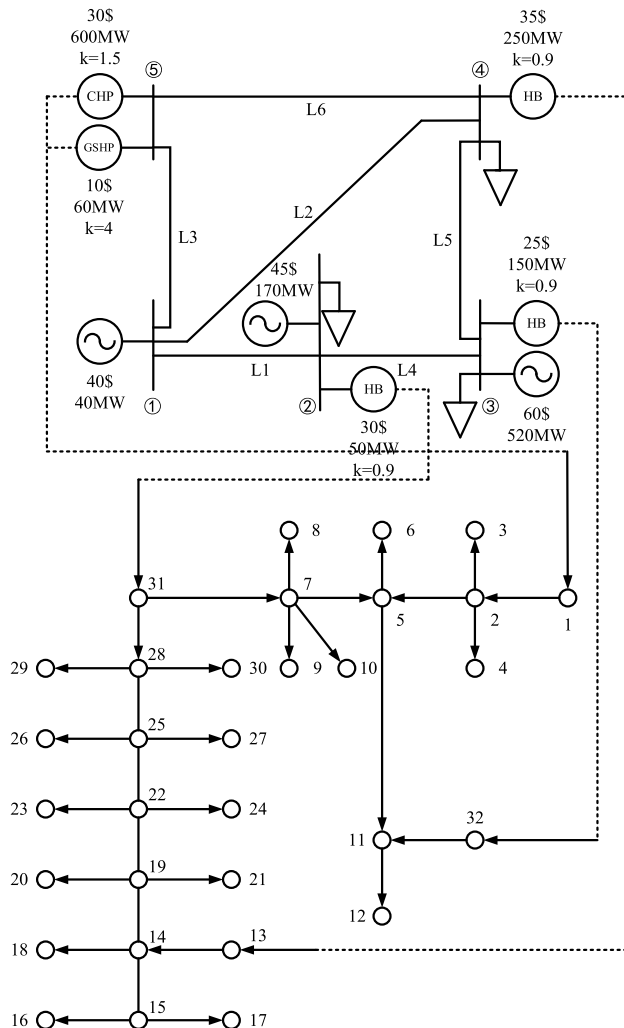 30$
600MW
k=1.5
35$
250MW
k=0.9
⑤
④
CHP
HB
L6
GSHP
10$
60MW
k=4
L2
L3
L5
25$
150MW
k=0.9
45$
170MW
HB
L1
L4
40$
40MW
①
②
HB
③
30$
50MW
k=0.9
60$
520MW
8
6
3
31
7
5
2
1
28
29
30
9
10
4
25
26
27
22
23
24
32
11
19
20
21
12
14
13
18
15
16
17